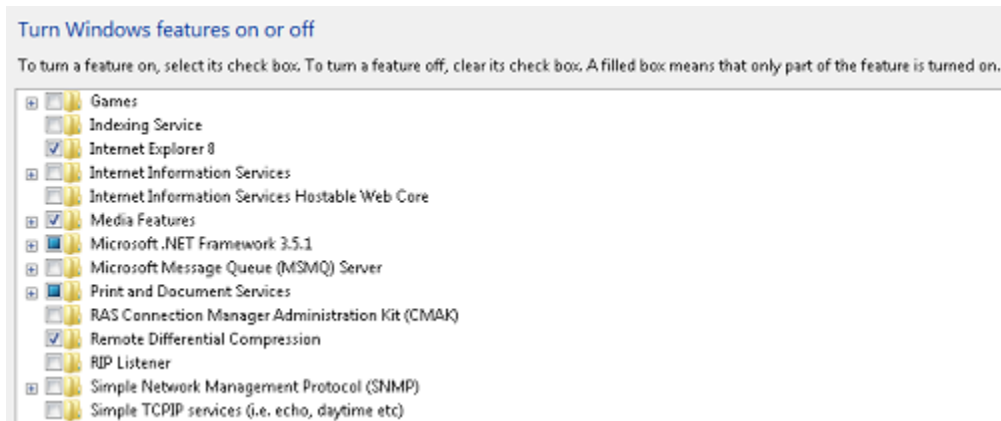 Turn Windows features on or off
To turn a feature on, select its check box. To turn a feature off, clear its check box. A filled box means that only part of the feature is turned on.
Games
Indexing Service
Internet Explorer 8
Internet Information Services
Internet Information Services Hostable Web Core
Media Features
Microsoft .NET Framework 3.5.1
Microsoft Message Queue (MSMQ) Server
Print and Document Services
RAS Connection Manager Administration Kit (CMAK)
Remote Differential Compression
RIP Listener
Simple Network Management Protocol (SNMP)
Simple TCPIP services (i.e. echo, daytime etc)